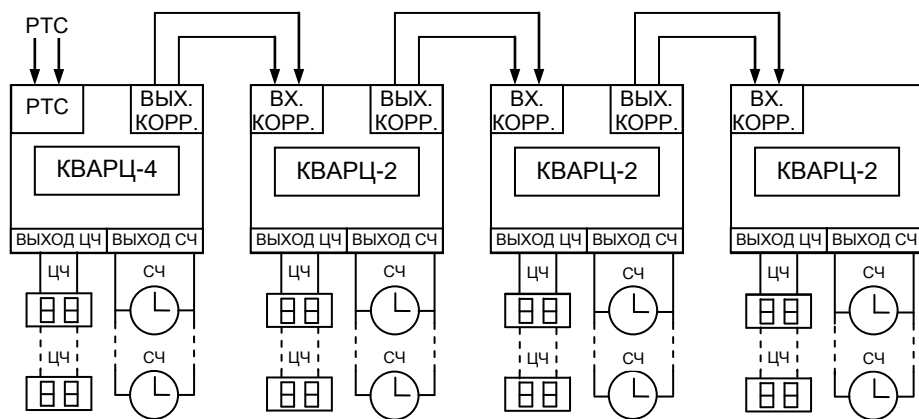 РТС
РТС
ВЫХ.
КОРР.
ВХ.
КОРР.
ВЫХ.
КОРР.
ВХ.
КОРР.
ВЫХ.
КОРР.
ВХ.
КОРР.
КВАРЦ-4
КВАРЦ-2
КВАРЦ-2
КВАРЦ-2
ВЫХОД ЦЧ ВЫХОД СЧ
ВЫХОД ЦЧ ВЫХОД СЧ
ВЫХОД ЦЧ ВЫХОД СЧ
ВЫХОД ЦЧ ВЫХОД СЧ
ЦЧ СЧ ЦЧ СЧ ЦЧ СЧ ЦЧ СЧ
ЦЧ СЧ ЦЧ СЧ ЦЧ СЧ ЦЧ СЧ